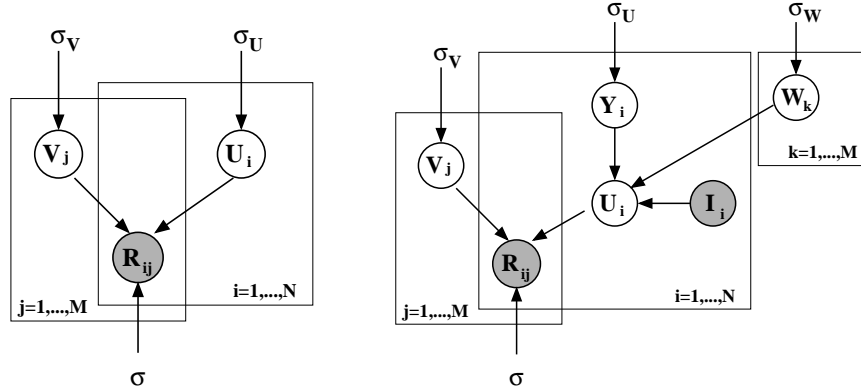 σV
σU
Vj
Ui
Rij
j=1,...,M
i=1,...,N
σ
σU
σW
σV
Yi
Wk
k=1,...,M
Vj
Ui
Ii
Rij
j=1,...,M
i=1,...,N
σ